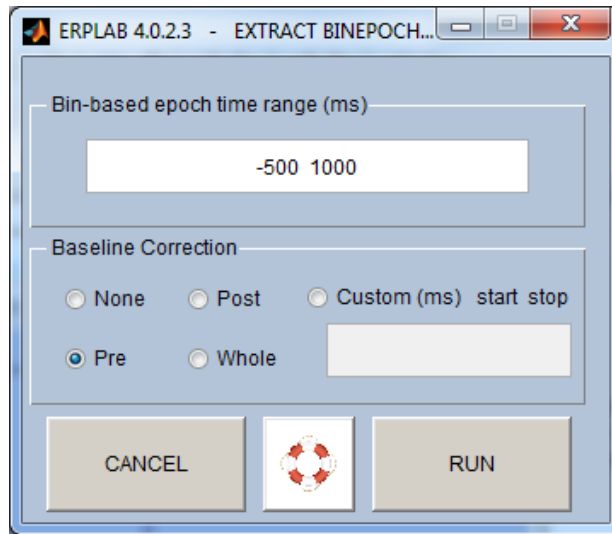 ERPLAB 4.0.2.3 - EXTRACT BINEPOCH...
Bin-based epoch time range (ms)
-500 1000
Baseline Correction
None Post Custom (ms) start stop
Pre Whole
CANCEL RUN